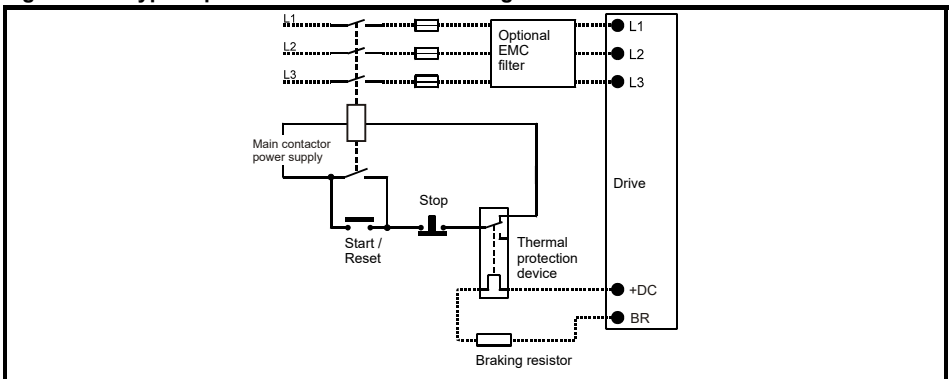 L1
L2
L3
Optional
EMC
filter
L1
L2
L3
Main contactor
power supply
Drive
Stop
Start /
Reset
Thermal
protection
device
+DC
BR
Braking resistor